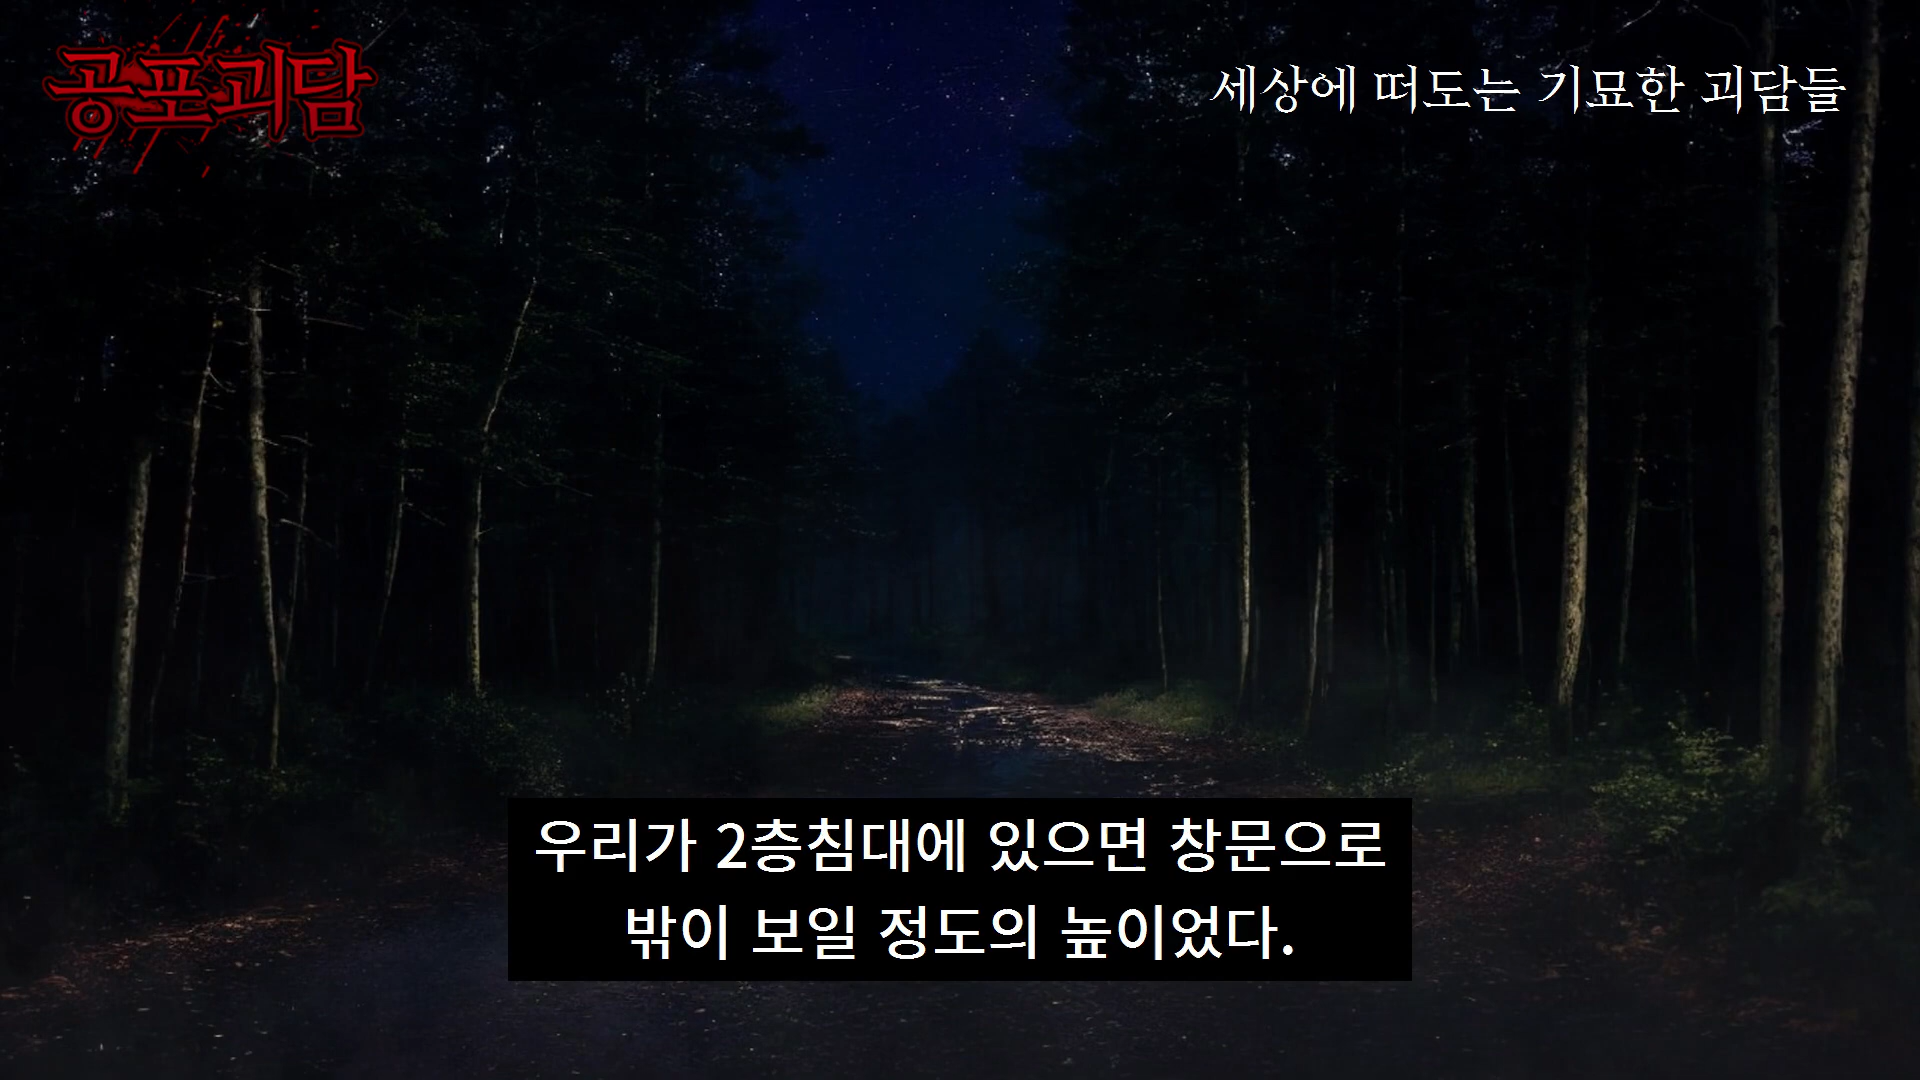 공포괴담
세상에 떠도는 기묘한 괴담들
우리가 2층침대에 있으면 창문으로
밖이 보일 정도의 높이었다.